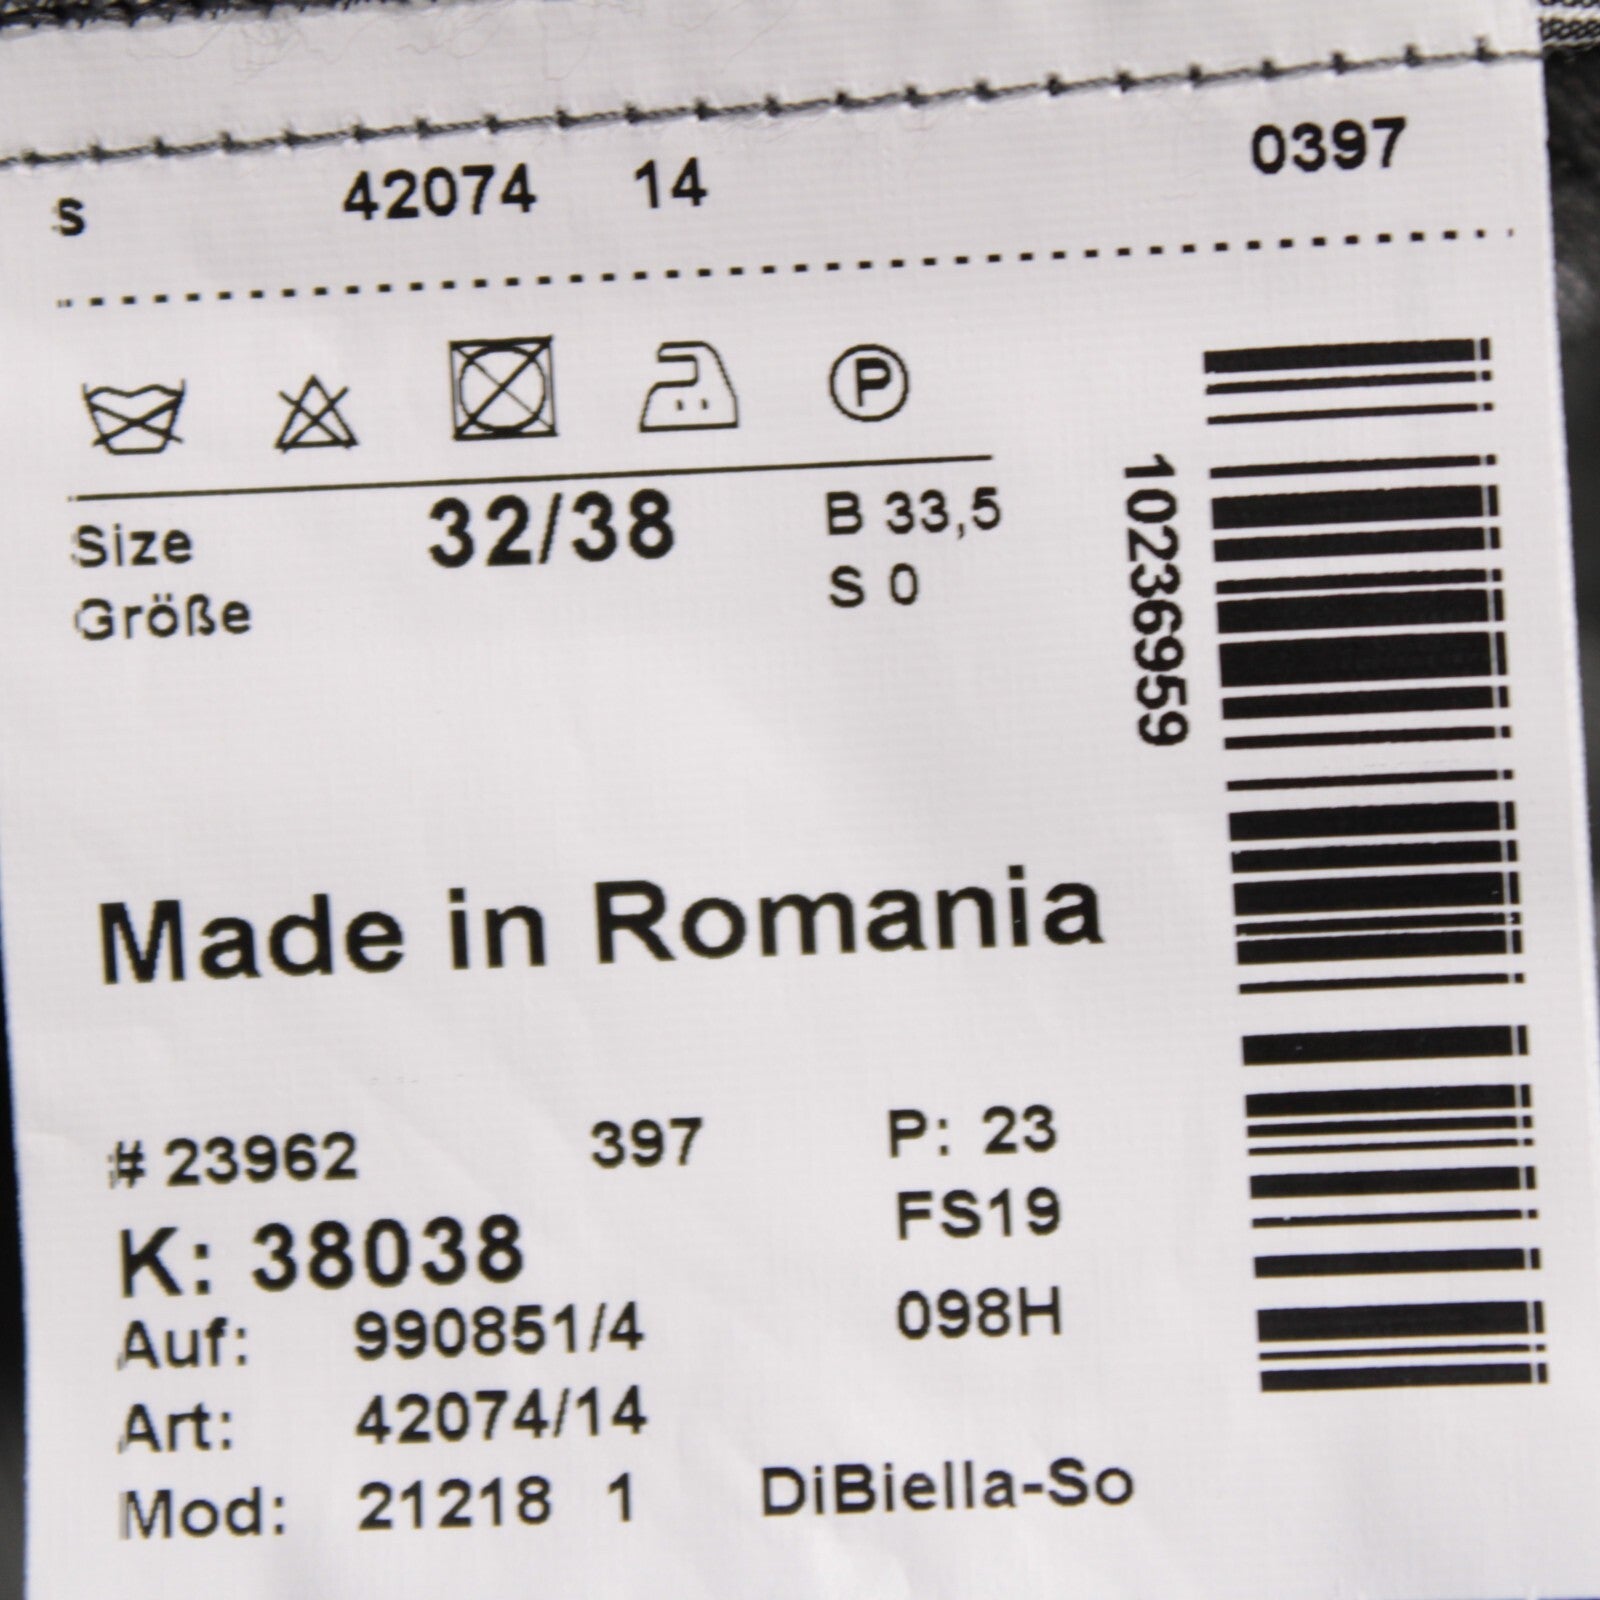 s 42074 14 0397
P
Size 32/38 B 33,5
Größe S 0
10236959
Made in Romania
# 23962 397 P: 23
K: 38038 FS19
Auf: 990851/4 098H
Art: 42074/14
Mod: 21218 1 DiBiella-So